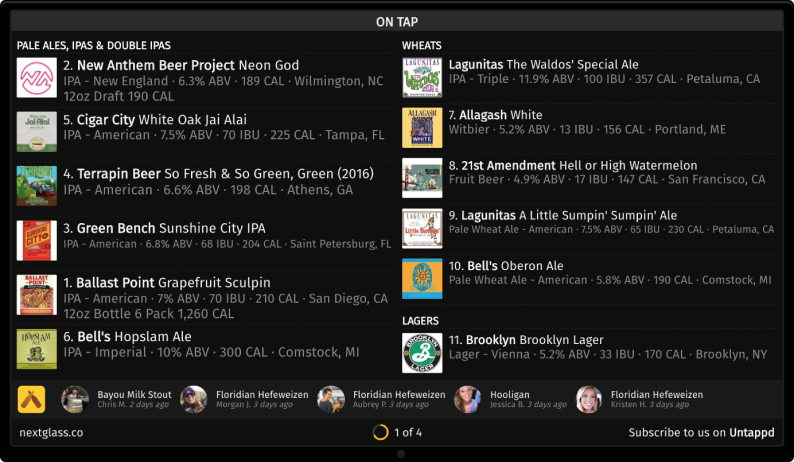 ON TAP
PALE ALES, IPAS & DOUBLE IPAS
2. New Anthem Beer Project Neon God
IPA - New England · 6.3% ABV · 189 CAL · Wilmington, NC
12oz Draft 190 CAL
5. Cigar City White Oak Jai Alai
IPA - American · 7.5% ABV · 70 IBU · 225 CAL · Tampa, FL
4. Terrapin Beer So Fresh & So Green, Green (2016)
IPA - American · 6.6% ABV · 198 CAL · Athens, GA
3. Green Bench Sunshine City IPA
IPA - American · 6.8% ABV · 68 IBU · 204 CAL · Saint Petersburg, FL
1. Ballast Point Grapefruit Sculpin
IPA - American · 7% ABV · 70 IBU · 210 CAL · San Diego, CA
12oz Bottle 6 Pack 1,260 CAL
6. Bell's Hopslam Ale
IPA - Imperial · 10% ABV · 300 CAL · Comstock, MI
WHEATS
Lagunitas The Waldos' Special Ale
IPA - Triple · 11.9% ABV · 100 IBU · 357 CAL · Petaluma, CA
7. Allagash White
Witbier · 5.2% ABV · 13 IBU · 156 CAL · Portland, ME
8. 21st Amendment Hell or High Watermelon
Fruit Beer · 4.9% ABV · 17 IBU · 147 CAL · San Francisco, CA
9. Lagunitas A Little Sumpin' Sumpin' Ale
Pale Wheat Ale - American · 7.5% ABV · 65 IBU · 230 CAL · Petaluma, CA
10. Bell's Oberon Ale
Pale Wheat Ale - American · 5.8% ABV · 190 CAL · Comstock, MI
LAGERS
11. Brooklyn Brooklyn Lager
Lager - Vienna · 5.2% ABV · 33 IBU · 170 CAL · Brooklyn, NY
Jai Alai
BALLAST POINT
HOPSLAM
ALE
LAGUNITAS
ALLAGASH
WHITE
LAGUNITAS
BROOKLYN
LAGER
Bayou Milk Stout
Chris M. 2 days ago
Floridian Hefeweizen
Morgan J. 3 days ago
Floridian Hefeweizen
Aubrey P. 3 days ago
Hooligan
Jessica B. 3 days ago
Floridian Hefeweizen
Kristen H. 3 days ago
nextglass.co
1 of 4
Subscribe to us on Untappd